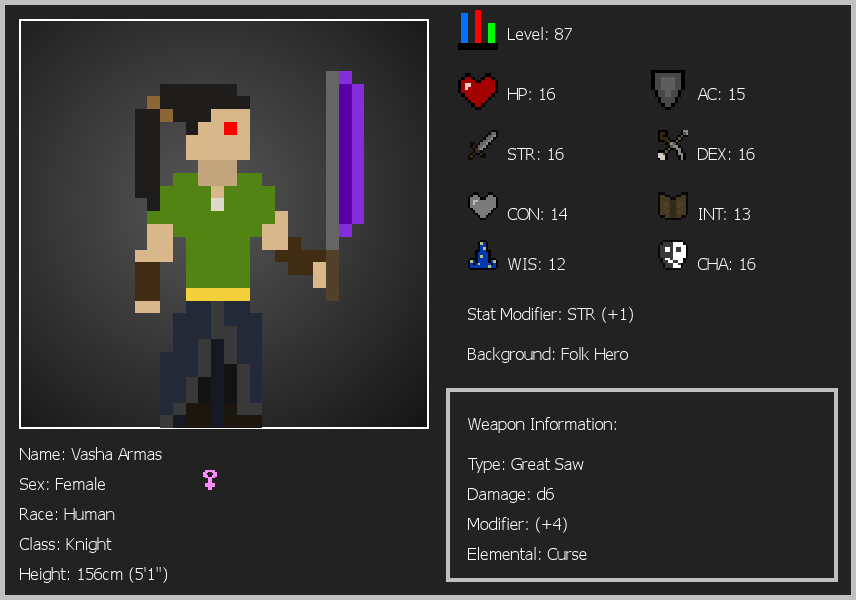 Level: 87
HP: 16
AC: 15
STR: 16
DEX: 16
CON: 14
INT: 13
WIS: 12
CHA: 16
Stat Modifier: STR (+1)
Background: Folk Hero
Weapon Information:
Type: Great Saw
Damage: d6
Modifier: (+4)
Elemental: Curse
Name: Vasha Armas
Sex: Female
Race: Human
Class: Knight
Height: 156cm (5'1")